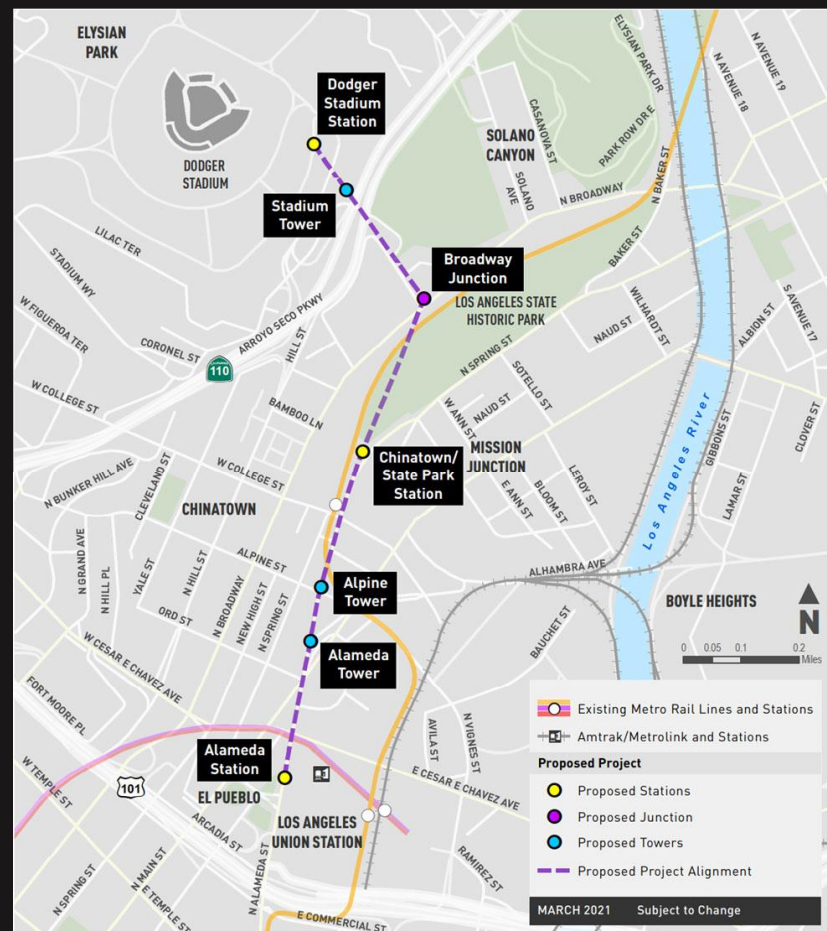 ELYSIAN
PARK
Dodger
Stadium
Station
DODGER
STADIUM
Stadium
Tower
SOLANO
CANYON
CASANOVA ST
SOLANO
AVE
ELYSIAN PARK DR
PARK ROW DR E
N AVENUE 18
N AVENUE 19
N BROADWAY
N BAKER ST
BAKER ST
LILAC TER
STADIUM WY
W FIGUEROA TER
CORONEL ST
ARROYO SECO PKWY
HILL ST
110
Broadway
Junction
LOS ANGELES STATE
HISTORIC PARK
N SPRING ST
NAUD ST
WILHARDT ST
ALBION ST
S AVENUE 17
W COLLEGE ST
BAMBOO LN
SOTELLO ST
NAUD ST
W ANN ST
MISSION
JUNCTION
Chinatown/
State Park
Station
E ANN ST
BLOOM ST
LEROY ST
GIBBONS ST
CLOVER ST
LAMAR ST
Los Angeles River
N BUNKER HILL AVE
CLEVELAND ST
W COLLEGE ST
CHINATOWN
N GRAND AVE
N HILL PL
YALE ST
N HILL ST
ALPINE ST
ORD ST
N BROADWAY
NEW HIGH ST
N SPRING ST
Alpine
Tower
ALHAMBRA AVE
BOYLE HEIGHTS
N
0 0.05 0.1 0.2
Miles
BAUCHET ST
Alameda
Tower
W CESAR E CHAVEZ AVE
FORT MOORE PL
W TEMPLE ST
101
Alameda
Station
EL PUEBLO
LOS ANGELES
UNION STATION
AVILA ST
N VIGNES ST
E CESAR E CHAVEZ AVE
ARCADIA ST
N SPRING ST
N MAIN ST
E TEMPLE ST
N ALAMEDA ST
RAMIREZ ST
E COMMERCIAL ST
Existing Metro Rail Lines and Stations
Amtrak/Metrolink and Stations
Proposed Project
Proposed Stations
Proposed Junction
Proposed Towers
Proposed Project Alignment
MARCH 2021 Subject to Change